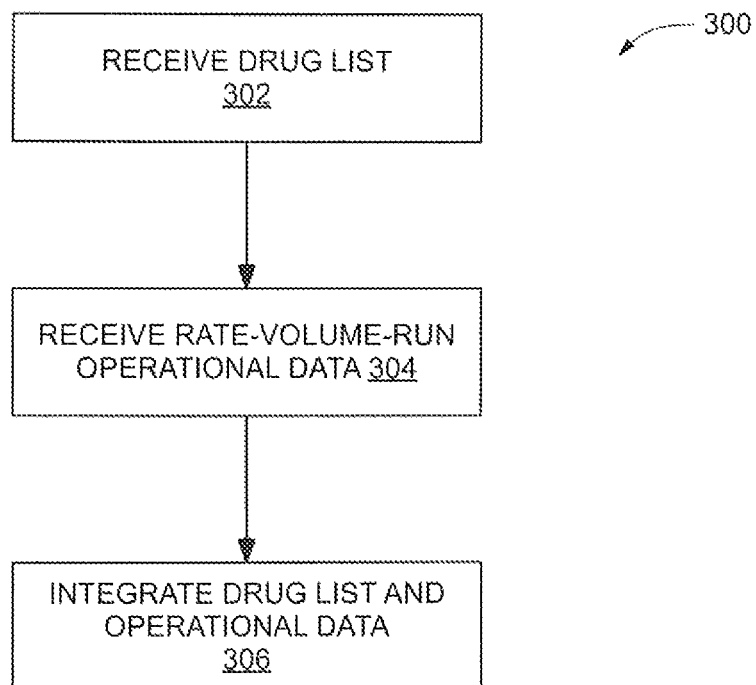 300
RECEIVE DRUG LIST
302
RECEIVE RATE-VOLUME-RUN
OPERATIONAL DATA 304
INTEGRATE DRUG LIST AND
OPERATIONAL DATA
306